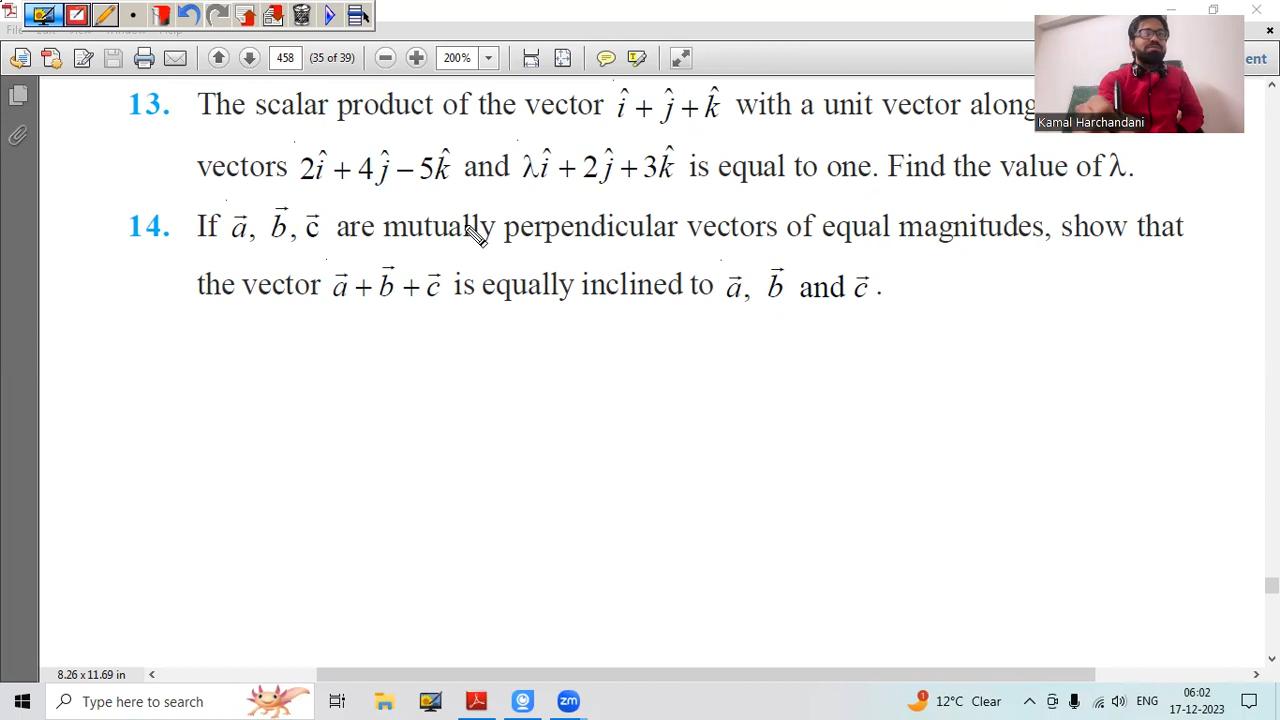 458 (35 of 39) 200% ent
13. The scalar product of the vector î + ĵ + k̂ with a unit vector along
Kamal Harchandani
vectors 2î + 4ĵ − 5k̂ and λî + 2ĵ + 3k̂ is equal to one. Find the value of λ.
14. If a⃗, b⃗, c⃗ are mutually perpendicular vectors of equal magnitudes, show that
the vector a⃗ + b⃗ + c⃗ is equally inclined to a⃗, b⃗ and c⃗.
8.26 x 11.69 in
Type here to search 1 12°C Clear ENG 06:02
17-12-2023